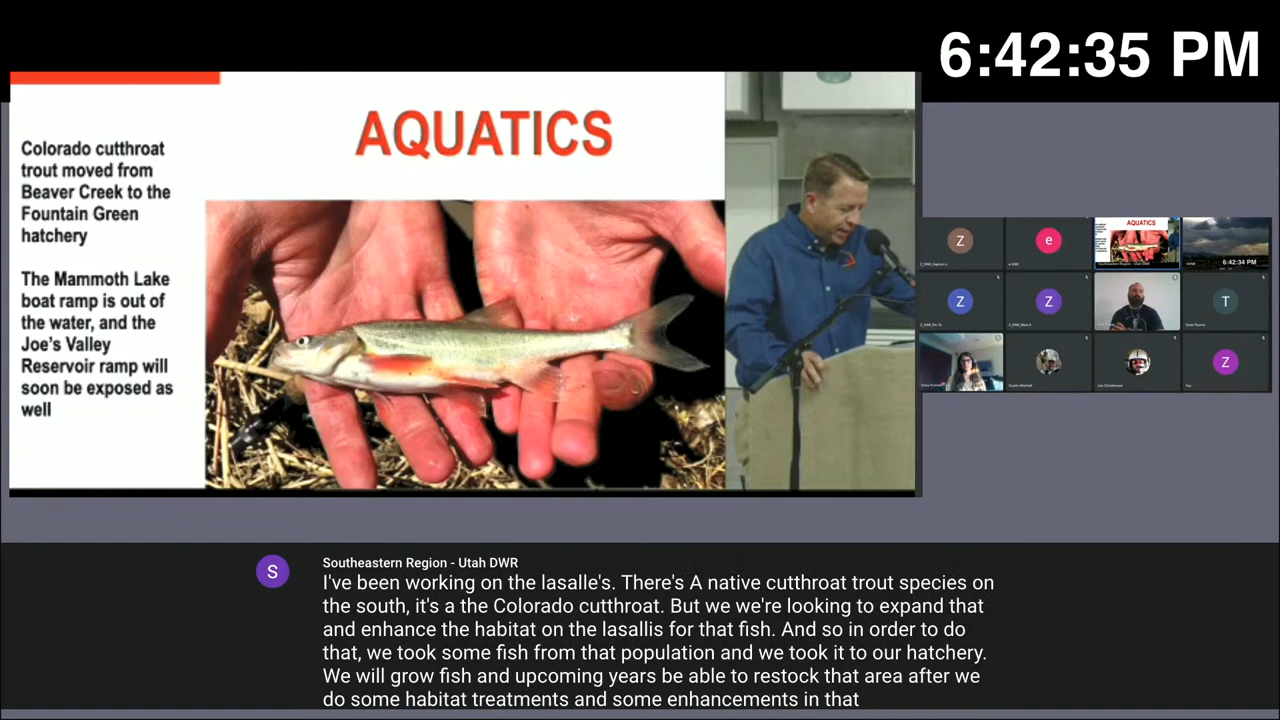 6:42:35 PM
AQUATICS
Colorado cutthroat
trout moved from
Beaver Creek to the
Fountain Green
hatchery
The Mammoth Lake
boat ramp is out of
the water, and the
Joe's Valley
Reservoir ramp will
soon be exposed as
well
Z
e
AQUATICS
6:42:34 PM
Z
Z
T
Z
S
Southeastern Region - Utah DWR
I've been working on the lasalle's. There's A native cutthroat trout species on
the south, it's a the Colorado cutthroat. But we we're looking to expand that
and enhance the habitat on the lasallis for that fish. And so in order to do
that, we took some fish from that population and we took it to our hatchery.
We will grow fish and upcoming years be able to restock that area after we
do some habitat treatments and some enhancements in that